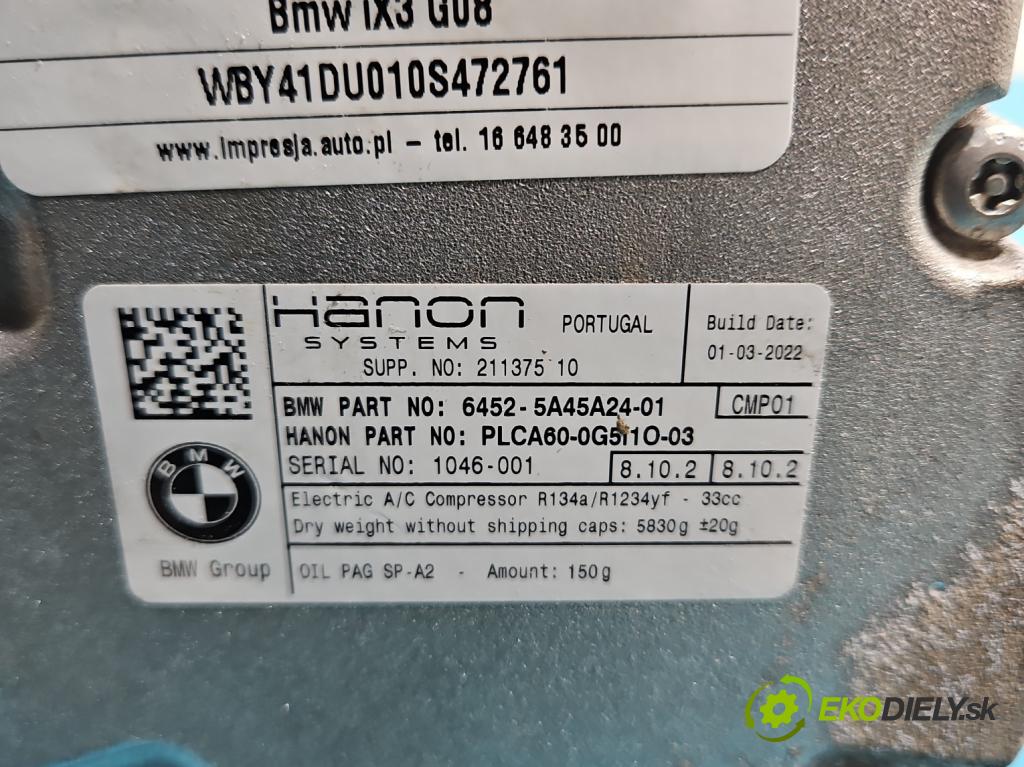 Bmw iX3 G08
WBY41DU010S472761
www.impresja.auto.pl – tel. 16 648 35 00
Hanon
SYSTEMS
PORTUGAL
SUPP. NO: 211375 10
Build Date:
01-03-2022
BMW PART NO: 6452-5A45A24-01
CMP01
HANON PART NO: PLCA60-0G5I1O-03
SERIAL NO: 1046-001
8.10.2
8.10.2
Electric A/C Compressor R134a/R1234yf - 33cc
Dry weight without shipping caps: 5830g ±20g
BMW
BMW Group
OIL PAG SP-A2 - Amount: 150g
EKODIELY.sk